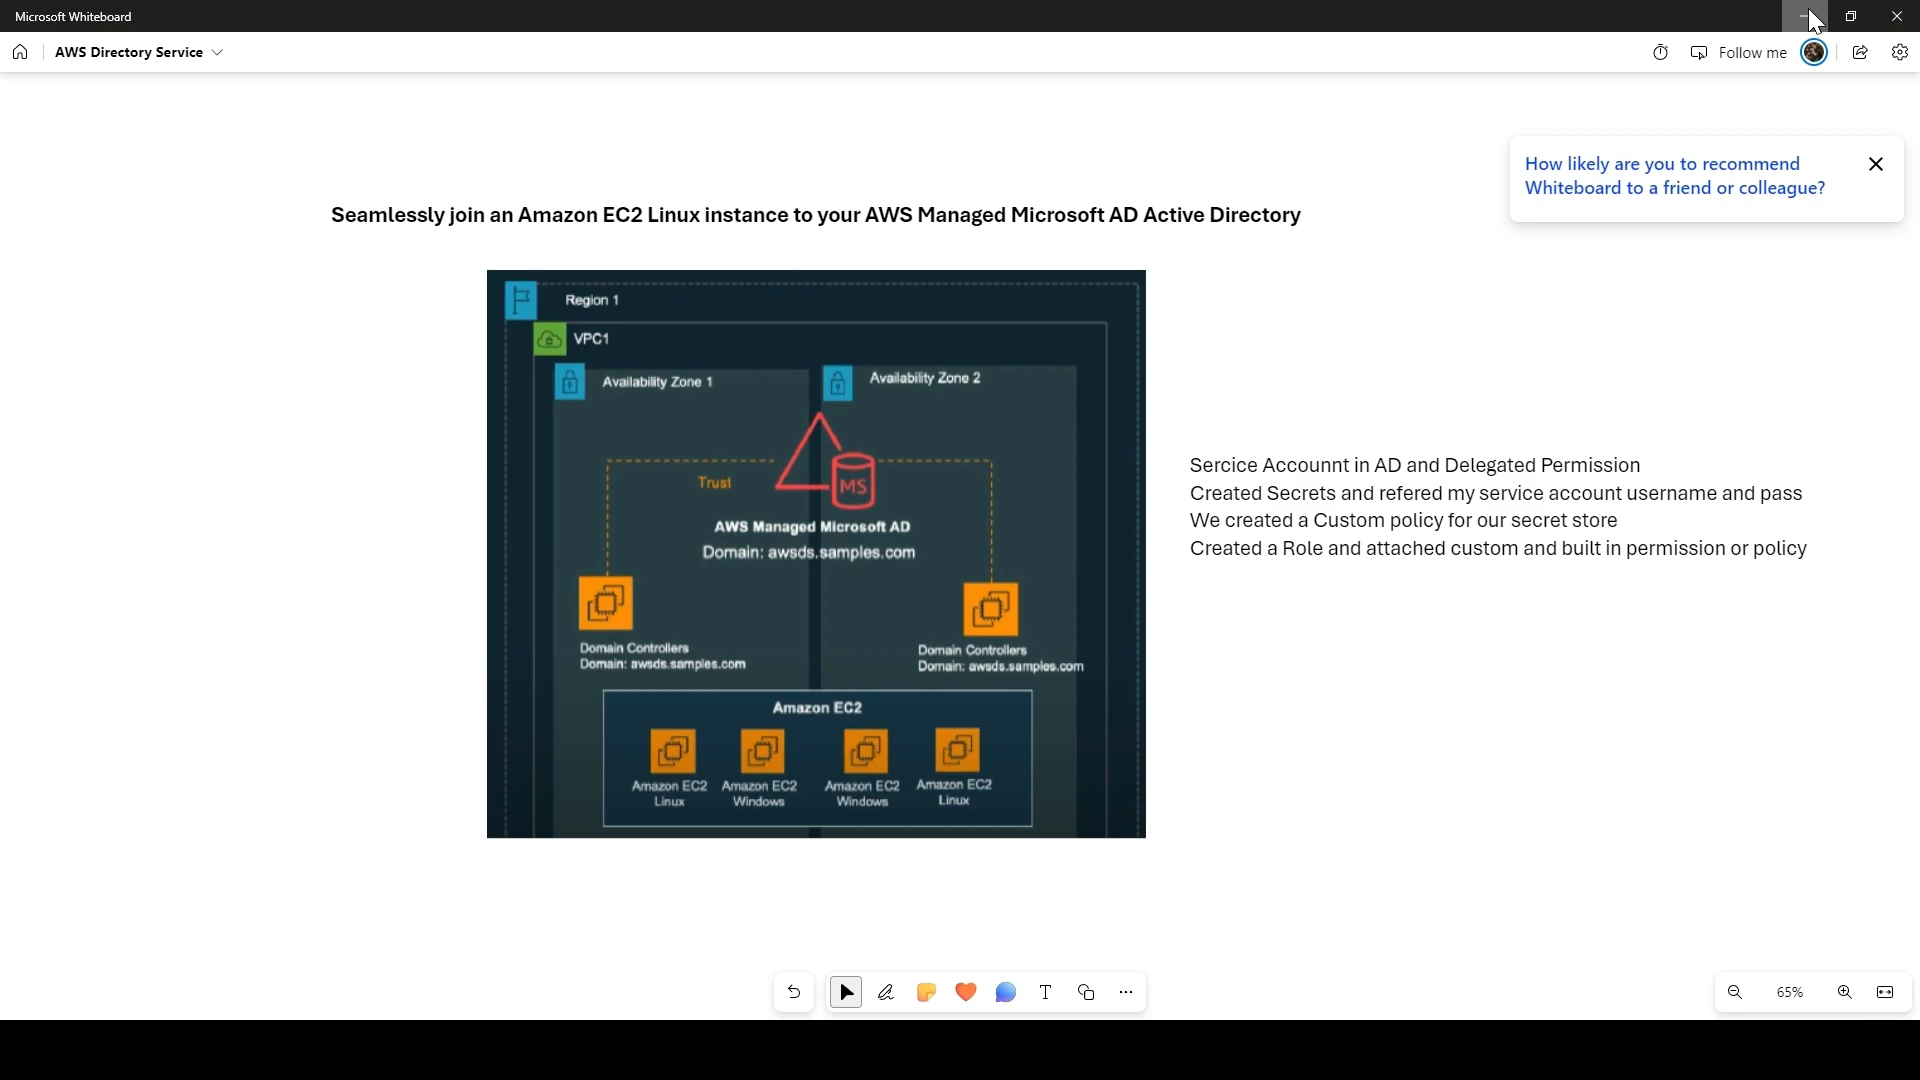 Microsoft Whiteboard
AWS Directory Service
Follow me
How likely are you to recommend
Whiteboard to a friend or colleague?
Seamlessly join an Amazon EC2 Linux instance to your AWS Managed Microsoft AD Active Directory
Region 1
VPC1
Availability Zone 1
Availability Zone 2
Trust
MS
AWS Managed Microsoft AD
Domain: awsds.samples.com
Domain Controllers
Domain: awsds.samples.com
Domain Controllers
Domain: awsds.samples.com
Amazon EC2
Amazon EC2
Linux
Amazon EC2
Windows
Amazon EC2
Windows
Amazon EC2
Linux
Sercice Accounnt in AD and Delegated Permission
Created Secrets and refered my service account username and pass
We created a Custom policy for our secret store
Created a Role and attached custom and built in permission or policy
65%